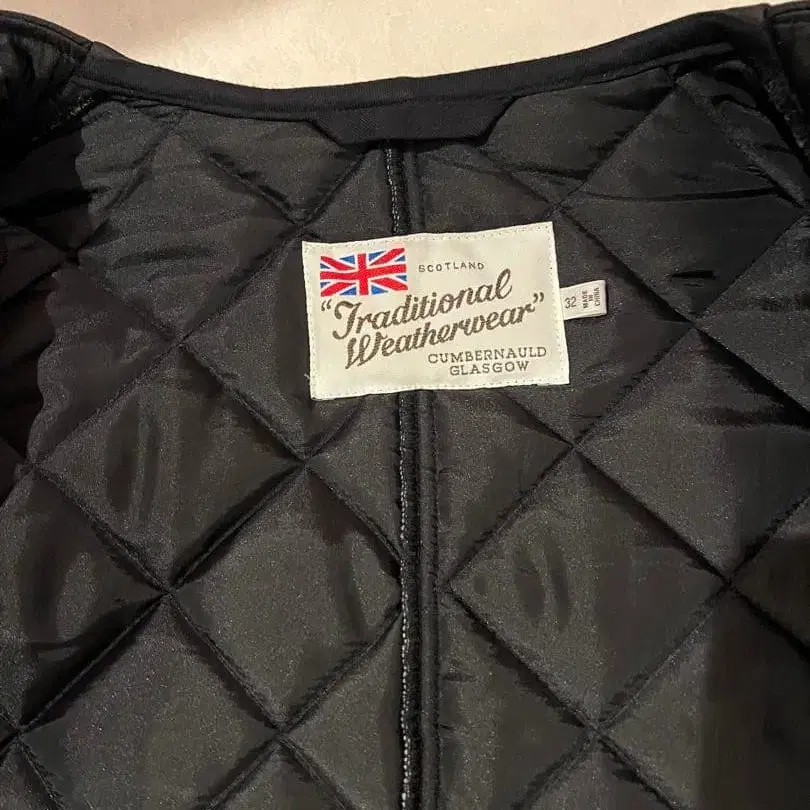 SCOTLAND
"Traditional
Weatherwear"
CUMBERNAULD
GLASGOW
32
MADE
IN
CHINA